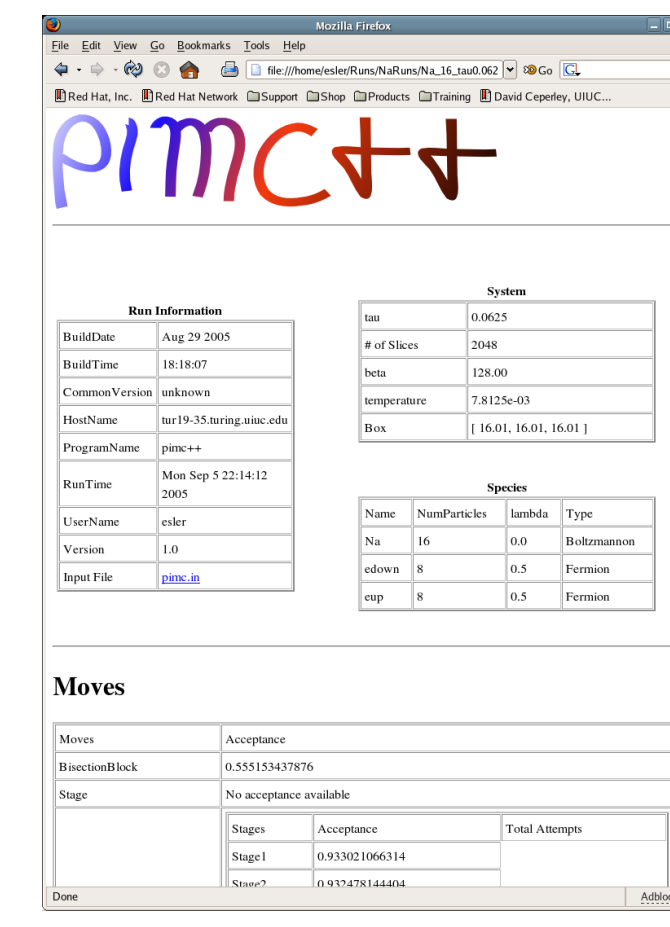 Mozilla Firefox
File Edit View Go Bookmarks Tools Help
file:///home/esler/Runs/NaRuns/Na_16_tau0.062 Go G
Red Hat, Inc. Red Hat Network Support Shop Products Training David Ceperley, UIUC...
pimc++
Run Information
BuildDate Aug 29 2005
BuildTime 18:18:07
CommonVersion unknown
HostName tur19-35.turing.uiuc.edu
ProgramName pimc++
RunTime Mon Sep 5 22:14:12
2005
UserName esler
Version 1.0
Input File pimc.in
System
tau 0.0625
# of Slices 2048
beta 128.00
temperature 7.8125e-03
Box [ 16.01, 16.01, 16.01 ]
Species
Name NumParticles lambda Type
Na 16 0.0 Boltzmannon
edown 8 0.5 Fermion
eup 8 0.5 Fermion
Moves
Moves Acceptance
BisectionBlock 0.555153437876
Stage No acceptance available
Stages Acceptance Total Attempts
Stage1 0.933021066314
Stage2 0.932478144404
Done Adbloc